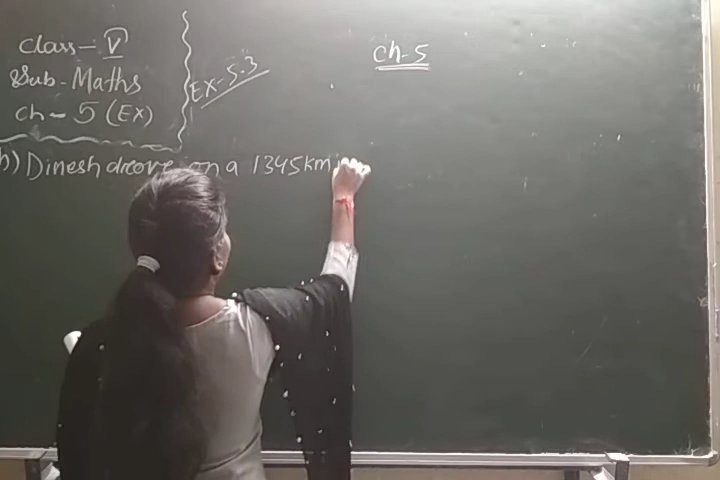 Class - V
Sub - Maths
Ch - 5 (Ex)
Ex - 5.3
Ch - 5
h) Dinesh drove on a 1345 km